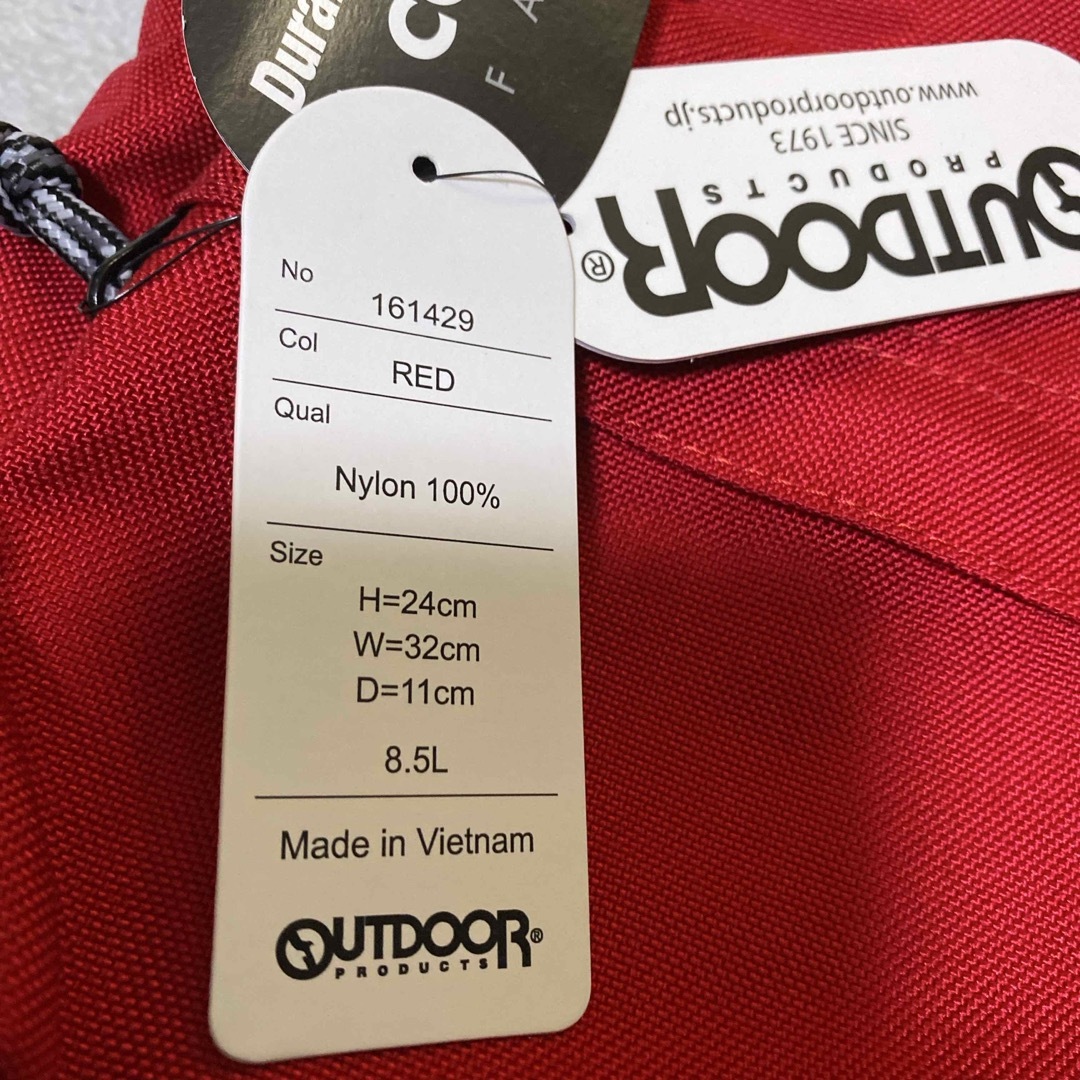 No
161429
Col
RED
Qual
Nylon 100%
Size
H=24cm
W=32cm
D=11cm
8.5L
Made in Vietnam
OUTDOOR®
PRODUCTS
OUTDOOR®
PRODUCTS
SINCE 1973
www.outdoorproducts.jp